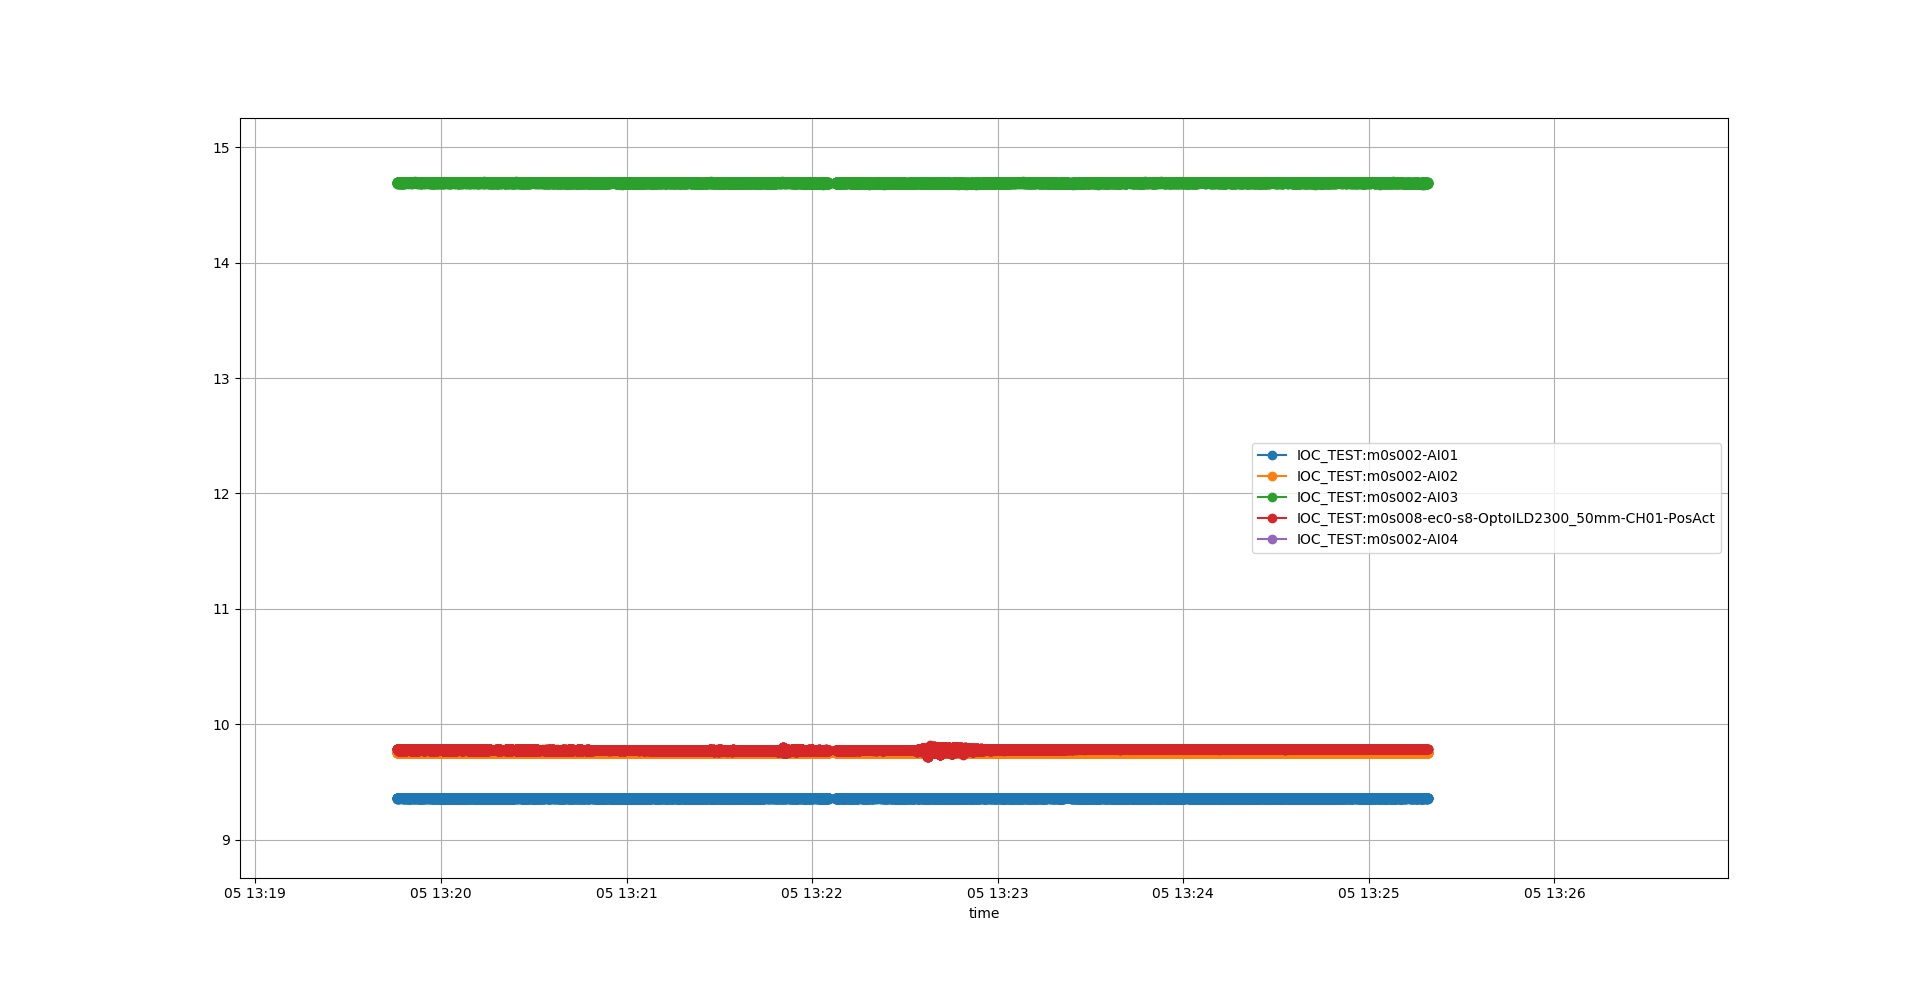 15
14
13
12
11
10
9
IOC_TEST:m0s002-AI01
IOC_TEST:m0s002-AI02
IOC_TEST:m0s002-AI03
IOC_TEST:m0s008-ec0-s8-OptoILD2300_50mm-CH01-PosAct
IOC_TEST:m0s002-AI04
05 13:19 05 13:20 05 13:21 05 13:22 05 13:23 05 13:24 05 13:25 05 13:26
time